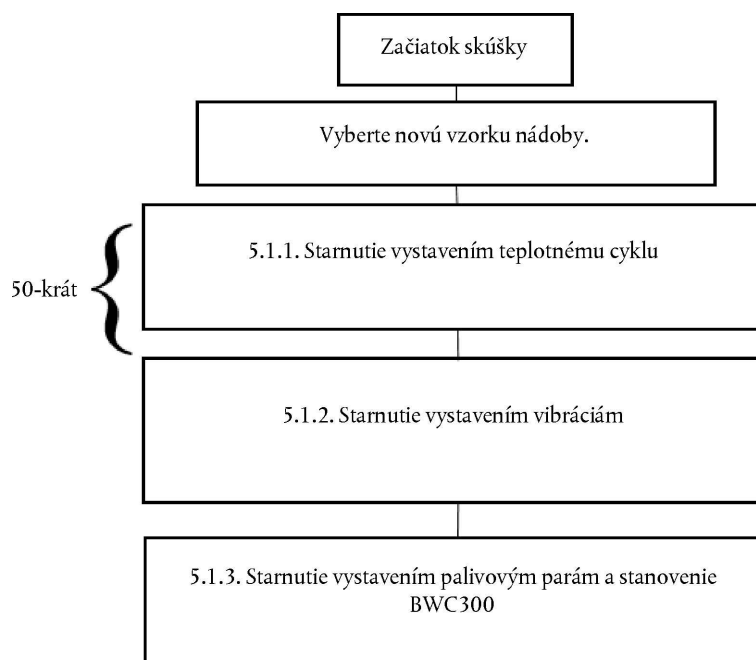 Začiatok skúšky
Vyberte novú vzorku nádoby.
5.1.1. Starnutie vystavením teplotnému cyklu
50-krát
5.1.2. Starnutie vystavením vibráciám
5.1.3. Starnutie vystavením palivovým parám a stanovenie
BWC300